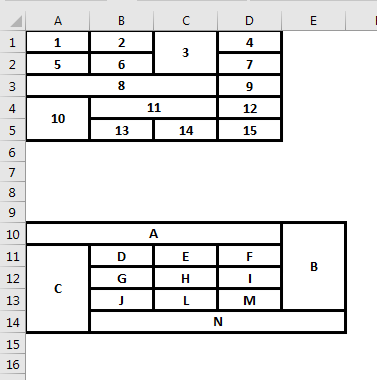 A B C D E
1 1 2 3 4
2 5 6 7
3 8 9
4 10 11 12
5 13 14 15
6
7
8
9
10 A B
11 C D E F
12 G H I
13 J L M
14 N
15
16